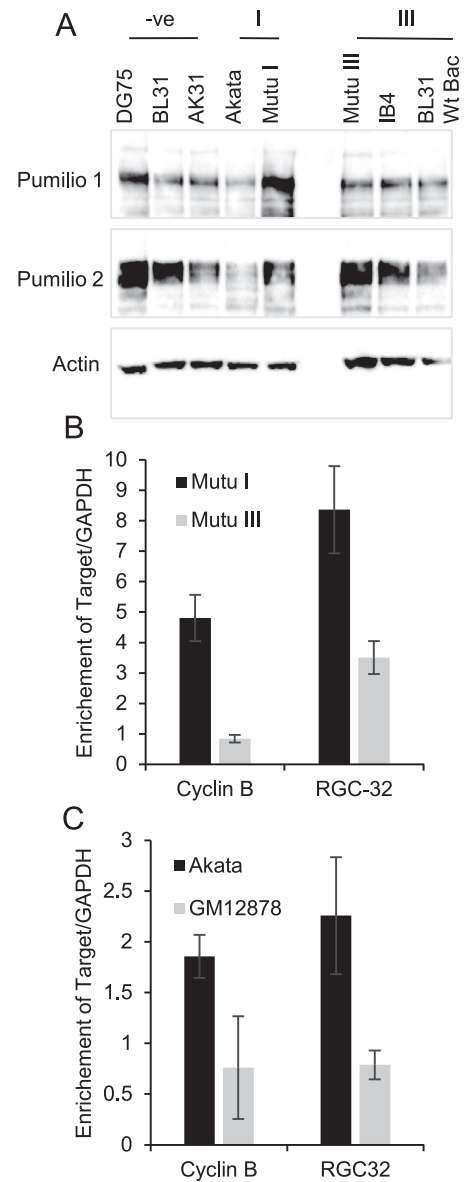 A
-ve I III
DG75 BL31 AK31 Akata Mutu I Mutu III IB4 BL31 Wt Bac
Pumilio 1
Pumilio 2
Actin
B
Enrichement of Target/GAPDH
10
9
8
7
6
5
4
3
2
1
0
Mutu I
Mutu III
Cyclin B RGC-32
C
Enrichement of Target/GAPDH
3
2.5
2
1.5
1
0.5
0
Akata
GM12878
Cyclin B RGC32